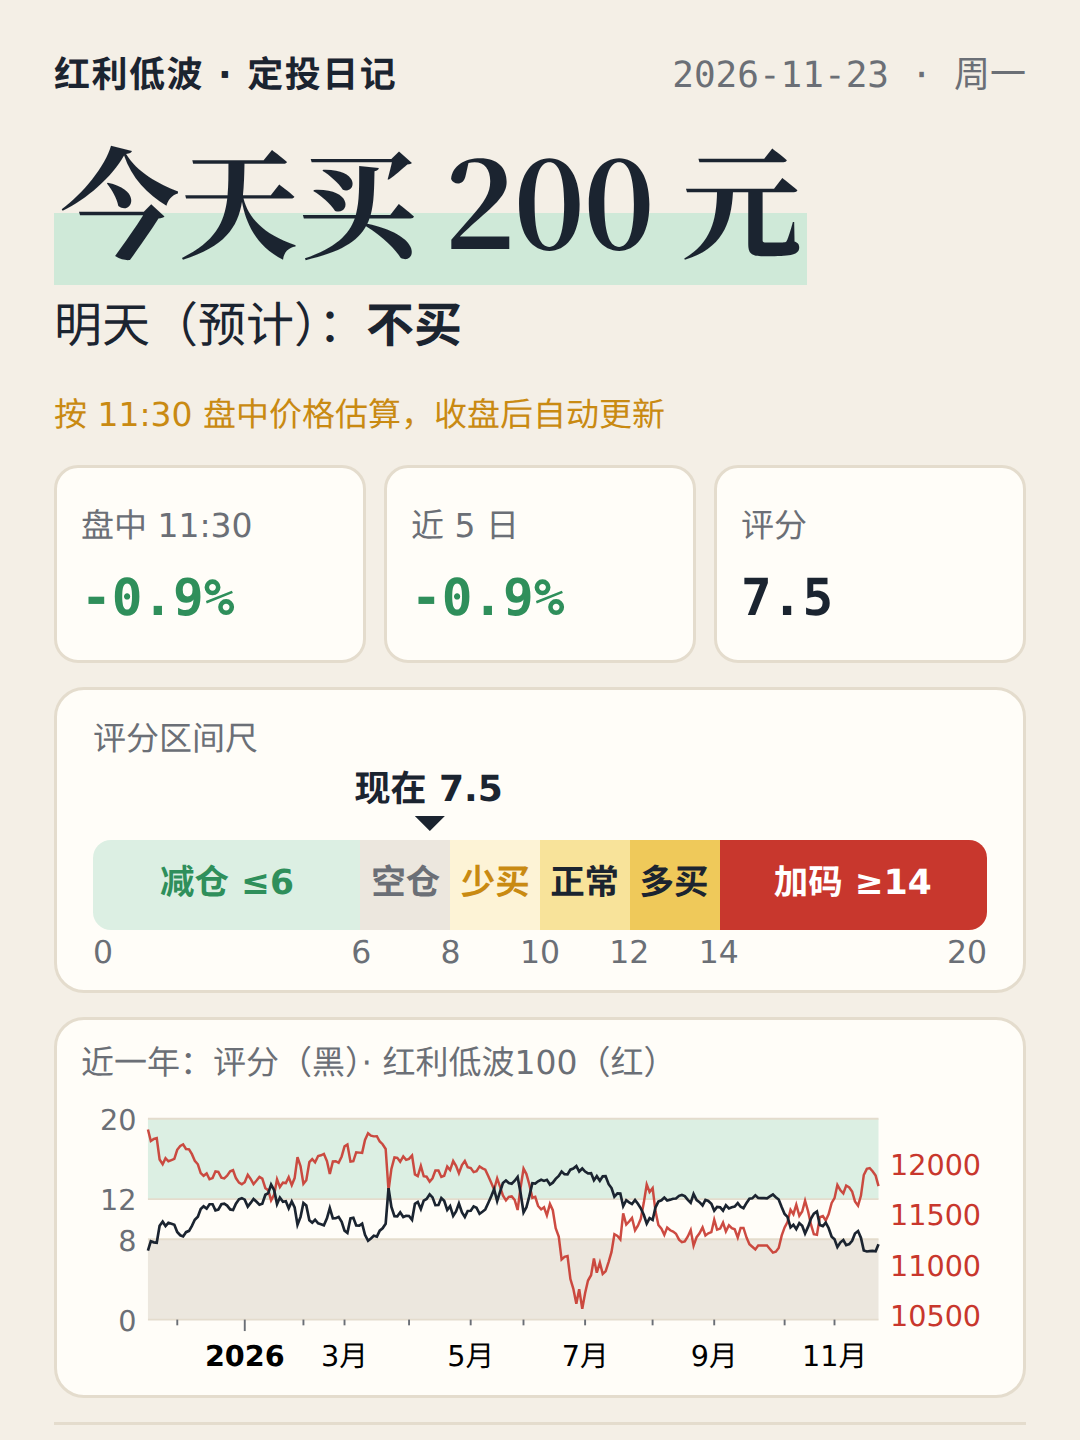 红利低波 · 定投日记
2026-11-23 · 周一
今天买 200 元
明天（预计）：不买
按 11:30 盘中价格估算，收盘后自动更新
盘中 11:30
-0.9%
近 5 日
-0.9%
评分
7.5
评分区间尺
现在 7.5
减仓 ≤6
空仓
少买
正常
多买
加码 ≥14
0
6
8
10
12
14
20
近一年：评分（黑）· 红利低波100（红）
20
12
8
0
12000
11500
11000
10500
2026
3月
5月
7月
9月
11月